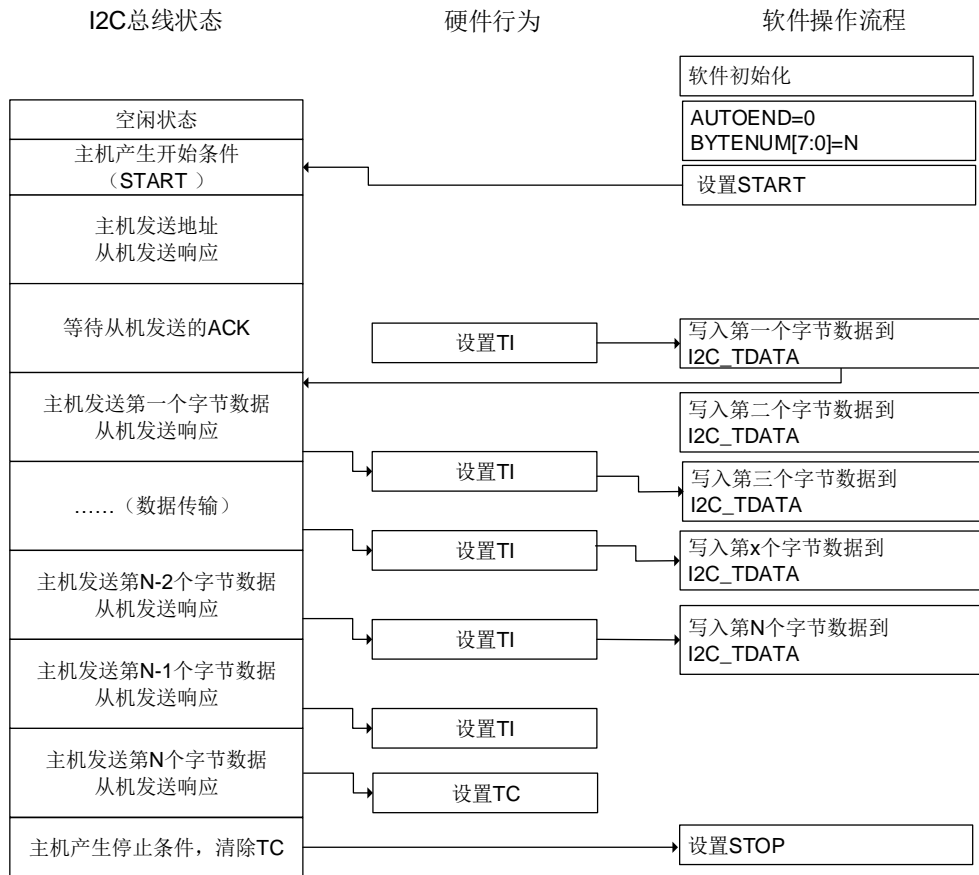 I2C总线状态
硬件行为
软件操作流程
软件初始化
空闲状态
AUTOEND=0
BYTENUM[7:0]=N
主机产生开始条件
（START ）
设置START
主机发送地址
从机发送响应
等待从机发送的ACK
设置TI
写入第一个字节数据到
I2C_TDATA
主机发送第一个字节数据
从机发送响应
写入第二个字节数据到
I2C_TDATA
设置TI
写入第三个字节数据到
I2C_TDATA
……（数据传输）
设置TI
写入第x个字节数据到
I2C_TDATA
主机发送第N-2个字节数据
从机发送响应
设置TI
写入第N个字节数据到
I2C_TDATA
主机发送第N-1个字节数据
从机发送响应
设置TI
主机发送第N个字节数据
从机发送响应
设置TC
主机产生停止条件，清除TC
设置STOP